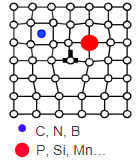 C, N, B
P, Si, Mn...